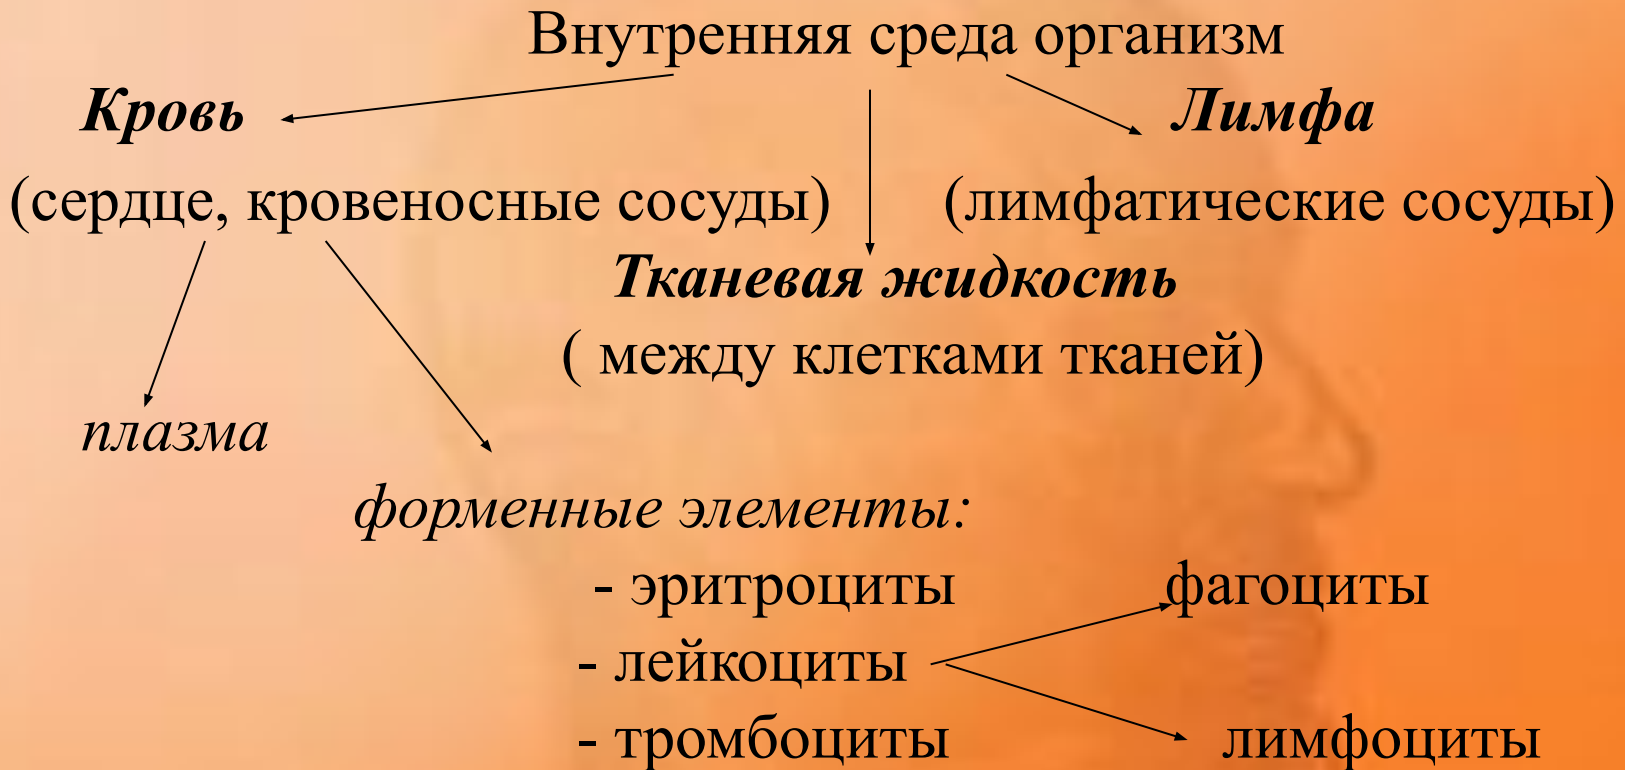 Внутренняя среда организм
Кровь
Лимфа
(сердце, кровеносные сосуды)
(лимфатические сосуды)
Тканевая жидкость
( между клетками тканей)
плазма
форменные элементы:
- эритроциты
фагоциты
- лейкоциты
- тромбоциты
лимфоциты